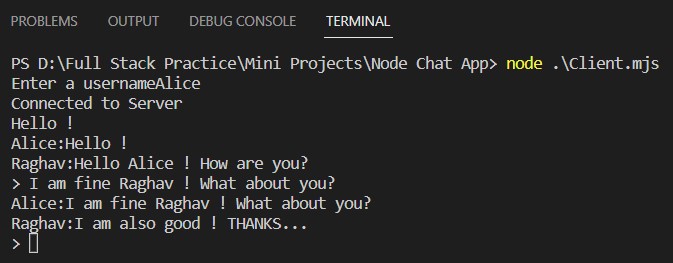 PROBLEMS OUTPUT DEBUG CONSOLE TERMINAL
PS D:\Full Stack Practice\Mini Projects\Node Chat App> node .\Client.mjs
Enter a usernameAlice
Connected to Server
Hello !
Alice:Hello !
Raghav:Hello Alice ! How are you?
> I am fine Raghav ! What about you?
Alice:I am fine Raghav ! What about you?
Raghav:I am also good ! THANKS...
>